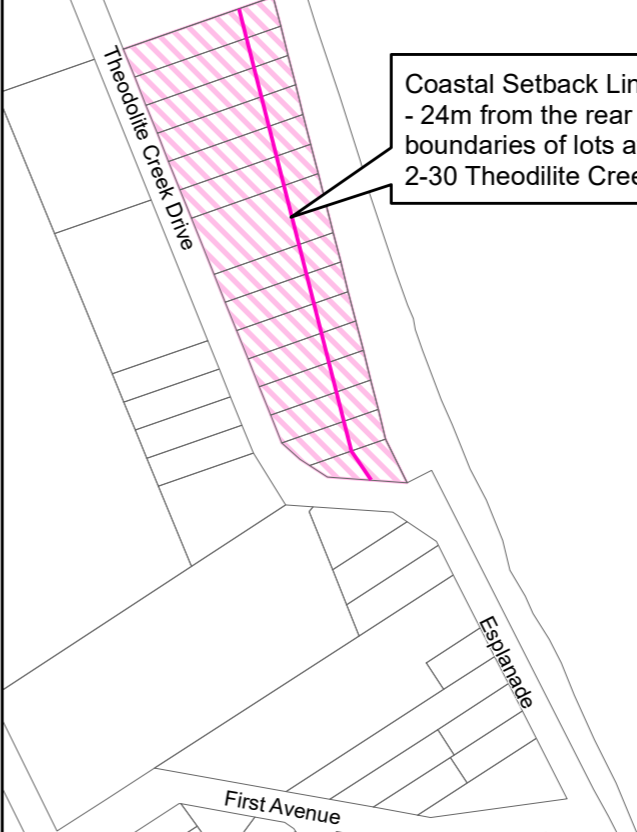 Theodolite Creek Drive
Coastal Setback Lin
- 24m from the rear
boundaries of lots a
2-30 Theodilite Cree
Esplanade
First Avenue